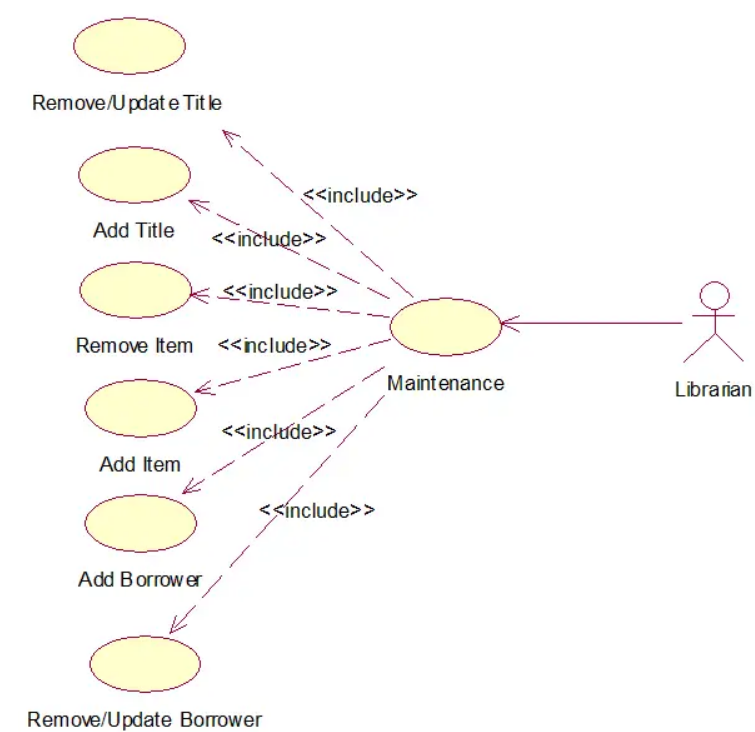 Remove/Update Title
<<include>>
Add Title
<<include>>
<<include>>
Remove Item
<<include>>
Maintenance
Librarian
<<include>>
Add Item
<<include>>
Add Borrower
Remove/Update Borrower